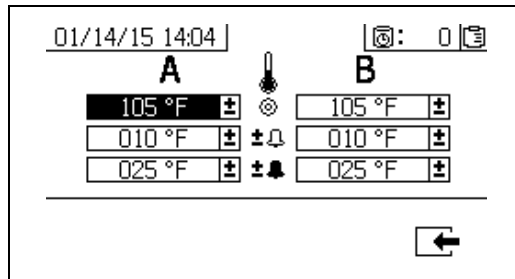 01/14/15 14:04 : 0
A B
105 °F ± 105 °F ±
010 °F ± ± 010 °F ±
025 °F ± ± 025 °F ±